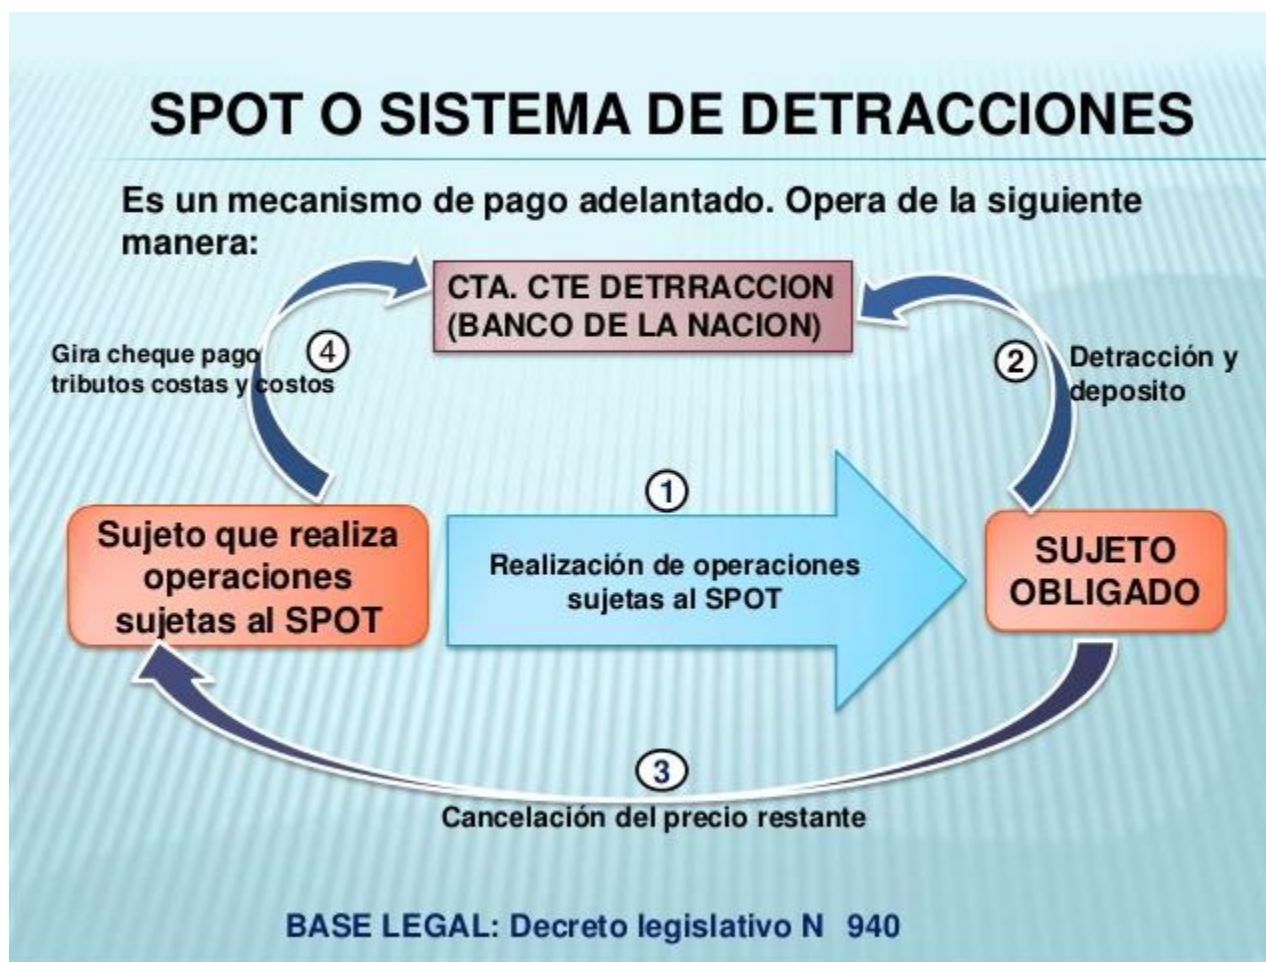 SPOT O SISTEMA DE DETRACCIONES
Es un mecanismo de pago adelantado. Opera de la siguiente
manera:
CTA. CTE DETRRACCION
(BANCO DE LA NACION)
Gira cheque pago
tributos costas y costos
4
2
Detracción y
deposito
1
Sujeto que realiza
operaciones
sujetas al SPOT
Realización de operaciones
sujetas al SPOT
SUJETO
OBLIGADO
3
Cancelación del precio restante
BASE LEGAL: Decreto legislativo N 940